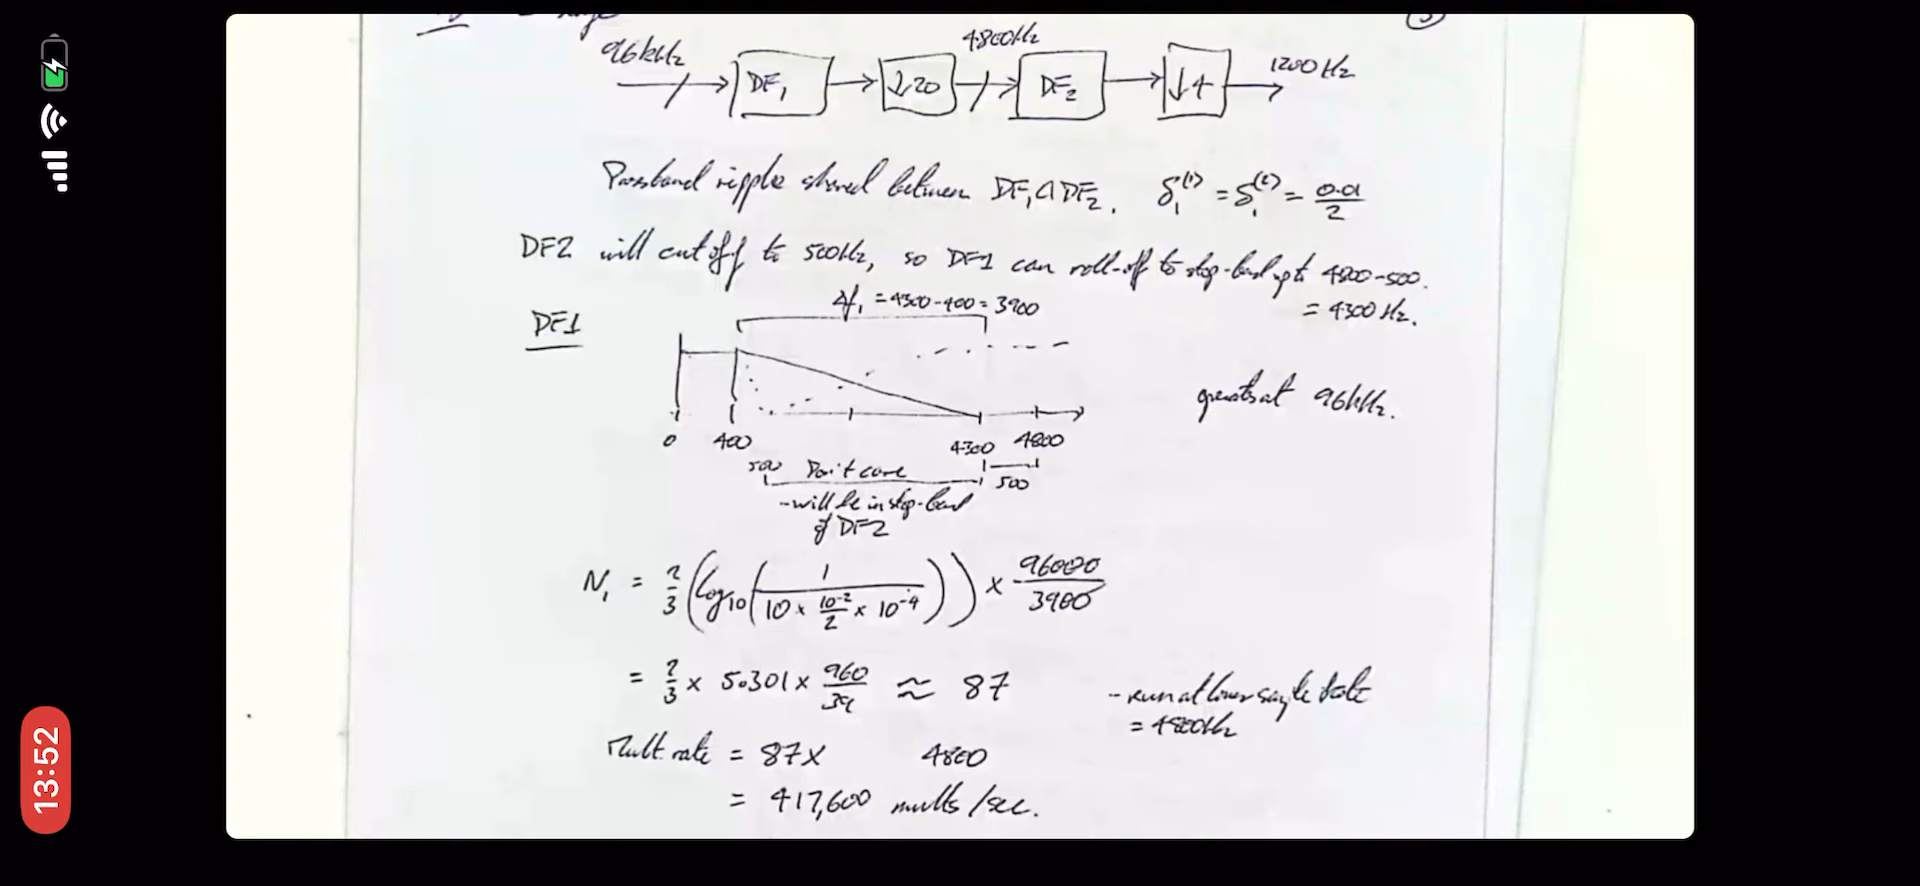 96kHz
4800Hz
1200Hz
DF₁
↓20
DF₂
↓4
Passband ripple shared between DF₁ & DF₂. δ₁⁽¹⁾ = δ₁⁽²⁾ = 0.01/2
DF2 will cut off to 500Hz, so DF1 can roll-off to stop-band up to 4800-500.
= 4300 Hz.
Δf₁ = 4300-400 = 3900
DF1
operates at 96kHz.
0 400 4300 4800
500 Don't care 500
- will be in stop-band
of DF2
N₁ = 2/3 (log₁₀(1/(10 × 10⁻²/2 × 10⁻⁴))) × 96000/3900
= 2/3 × 5.301 × 960/39 ≈ 87
- run at lower sample rate
= 4800Hz
Mult. rate = 87 × 4800
= 417,600 mults/sec.
13:52